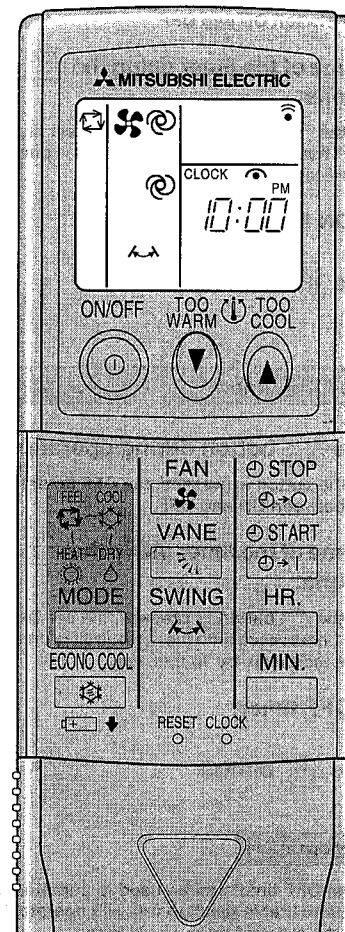 MITSUBISHI ELECTRIC
CLOCK
PM
10:00
ON/OFF
TOO WARM
TOO COOL
FAN
STOP
FEEL COOL
VANE
START
HEAT DRY
MODE
SWING
HR.
ECONO COOL
MIN.
RESET CLOCK